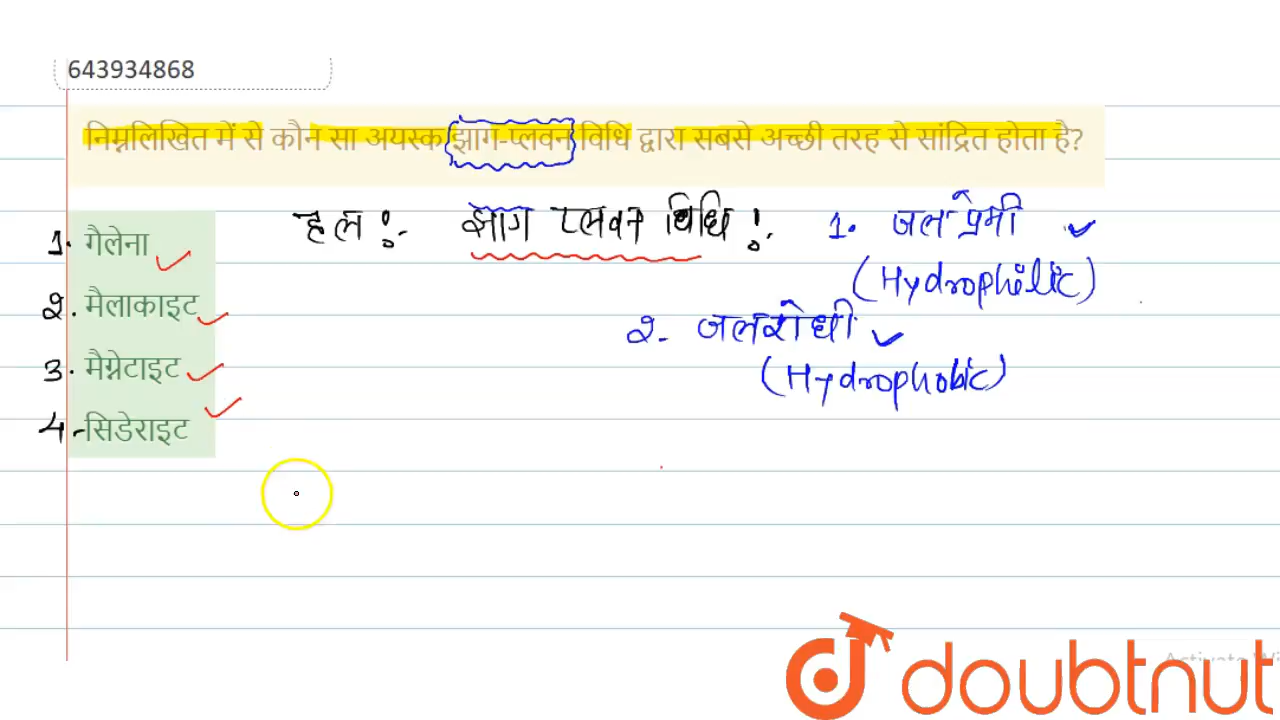 643934868
निम्नलिखित में से कौन सा अयस्क झाग-प्लवन विधि द्वारा सबसे अच्छी तरह से सांद्रित होता है?
हल :- झाग प्लवन विधि :- 1. जल प्रेमी
1. गैलेना
(Hydrophilic)
2. मैलाकाइट
2. जलरोधी
3. मैग्नेटाइट
(Hydrophobic)
4. सिडेराइट
doubtnut